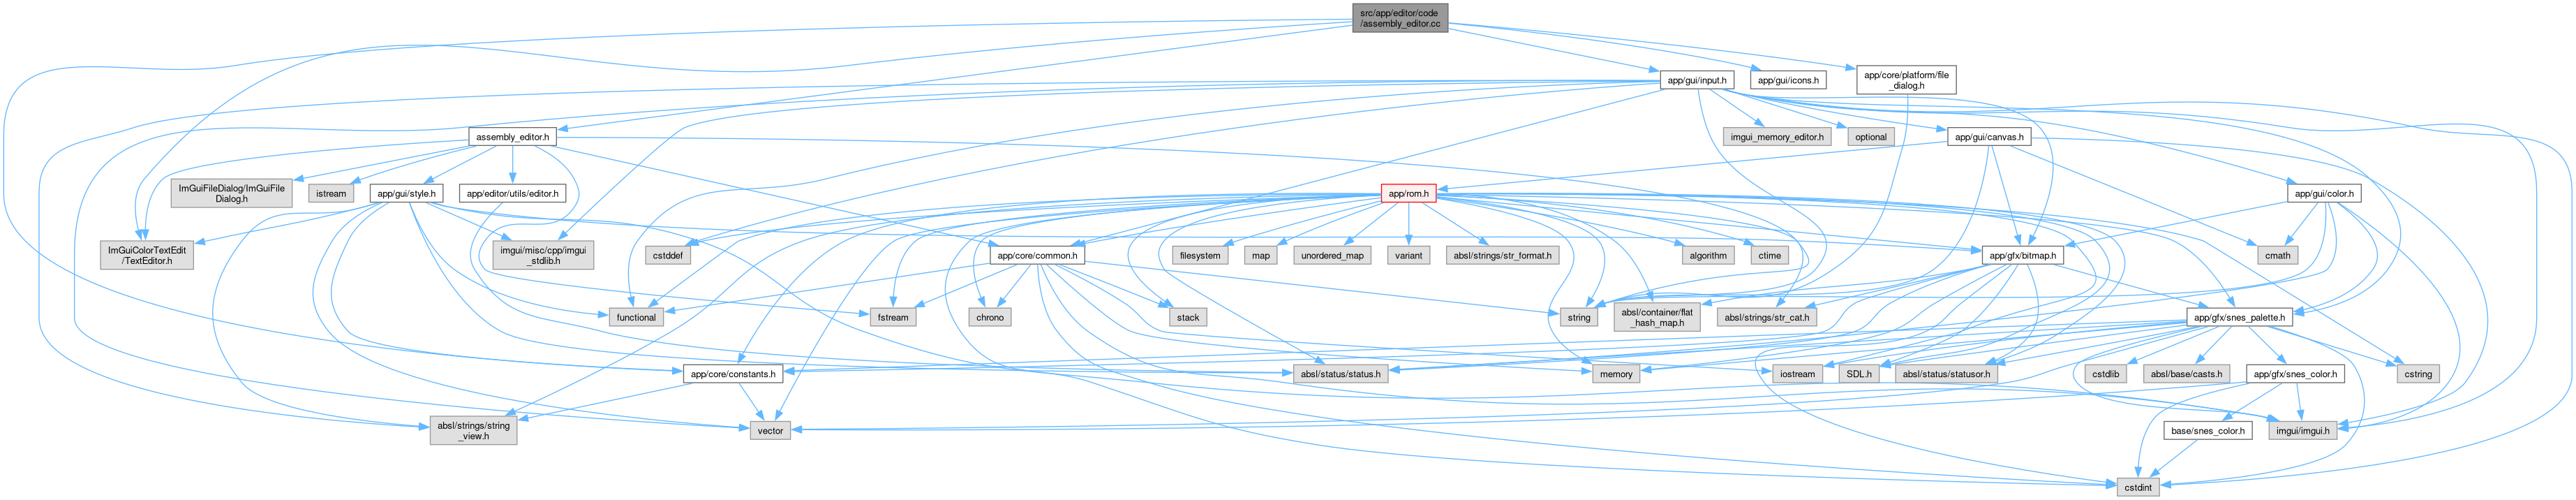 src/app/editor/code
/assembly_editor.cc
app/gui/input.h
app/gui/icons.h
app/core/platform/file
_dialog.h
assembly_editor.h
imgui_memory_editor.h
optional
app/gui/canvas.h
ImGuiFileDialog/ImGuiFile
Dialog.h
istream
app/gui/style.h
app/editor/utils/editor.h
app/rom.h
app/gui/color.h
ImGuiColorTextEdit
/TextEditor.h
imgui/misc/cpp/imgui
_stdlib.h
cstddef
app/core/common.h
filesystem
map
unordered_map
variant
absl/strings/str_format.h
algorithm
ctime
app/gfx/bitmap.h
cmath
functional
fstream
chrono
stack
string
absl/container/flat
_hash_map.h
absl/strings/str_cat.h
app/gfx/snes_palette.h
app/core/constants.h
absl/status/status.h
memory
iostream
SDL.h
absl/status/statusor.h
cstdlib
absl/base/casts.h
app/gfx/snes_color.h
cstring
absl/strings/string
_view.h
vector
base/snes_color.h
imgui/imgui.h
cstdint